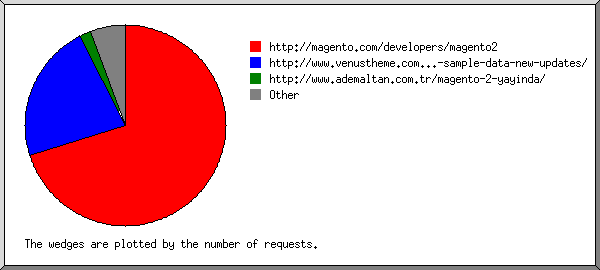 http://magento.com/developers/magento2
http://www.venustheme.com...-sample-data-new-updates/
http://www.ademaltan.com.tr/magento-2-yayinda/
Other
The wedges are plotted by the number of requests.